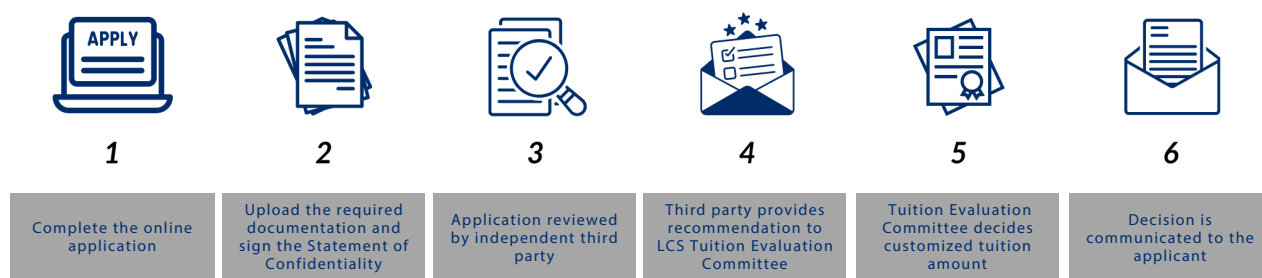 APPLY
1
2
3
4
5
6
Complete the online
application
Upload the required
documentation and
sign the Statement of
Confidentiality
Application reviewed
by independent third
party
Third party provides
recommendation to
LCS Tuition Evaluation
Committee
Tuition Evaluation
Committee decides
customized tuition
amount
Decision is
communicated to the
applicant